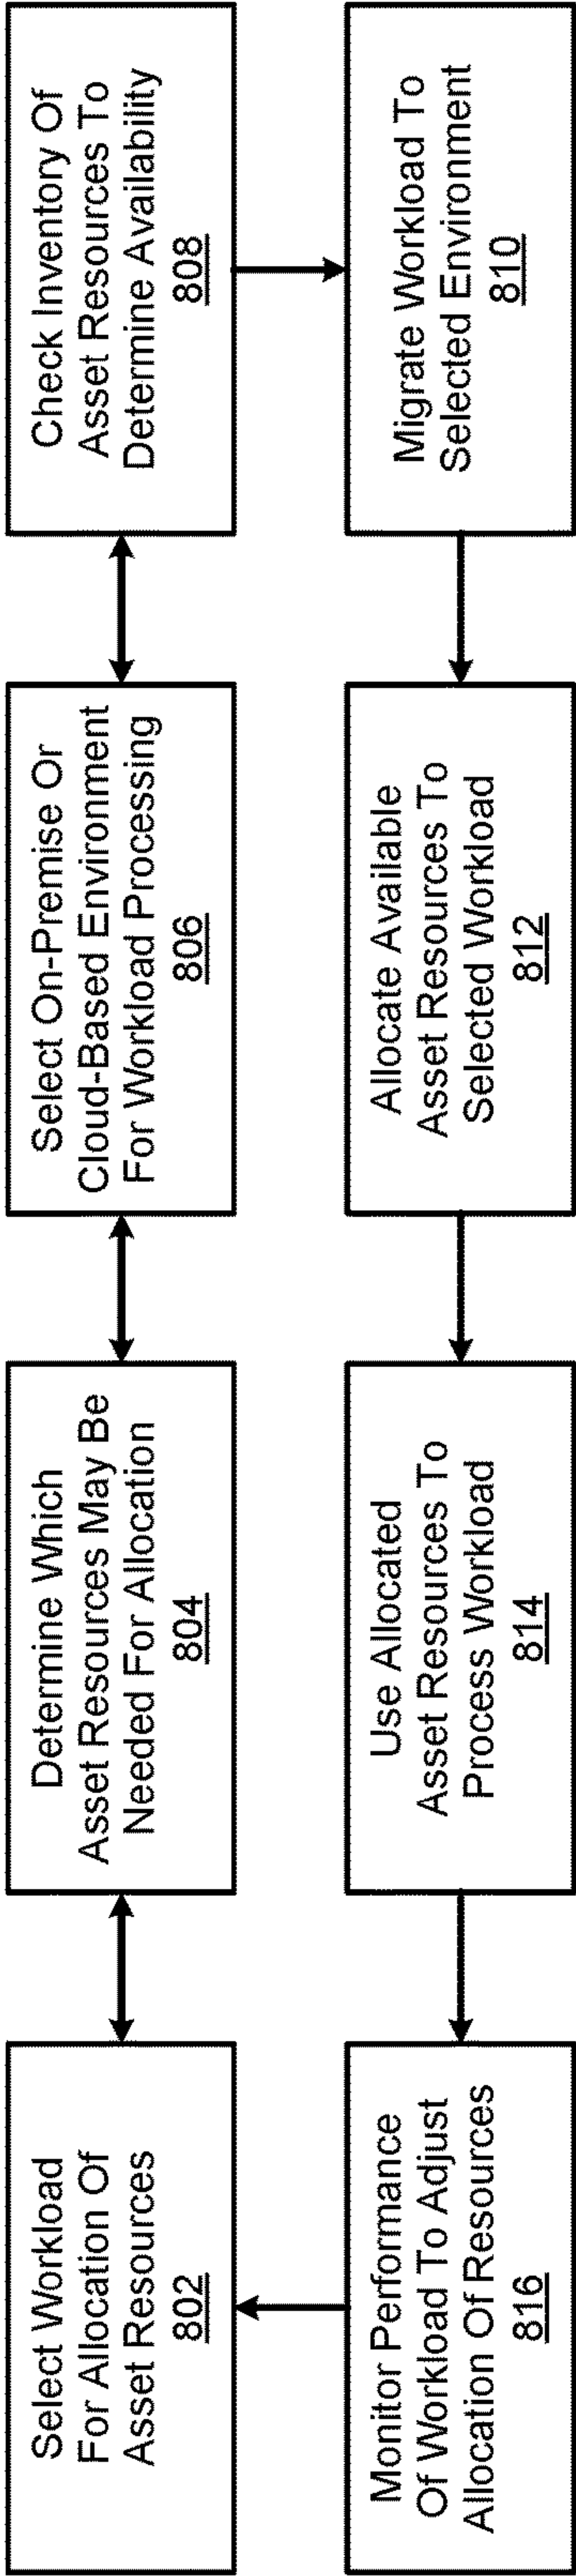 Select Workload
For Allocation Of
Asset Resources
802
Determine Which
Asset Resources May Be
Needed For Allocation
804
Select On-Premise Or
Cloud-Based Environment
For Workload Processing
806
Check Inventory Of
Asset Resources To
Determine Availability
808
Migrate Workload To
Selected Environment
810
Allocate Available
Asset Resources To
Selected Workload
812
Use Allocated
Asset Resources To
Process Workload
814
Monitor Performance
Of Workload To Adjust
Allocation Of Resources
816